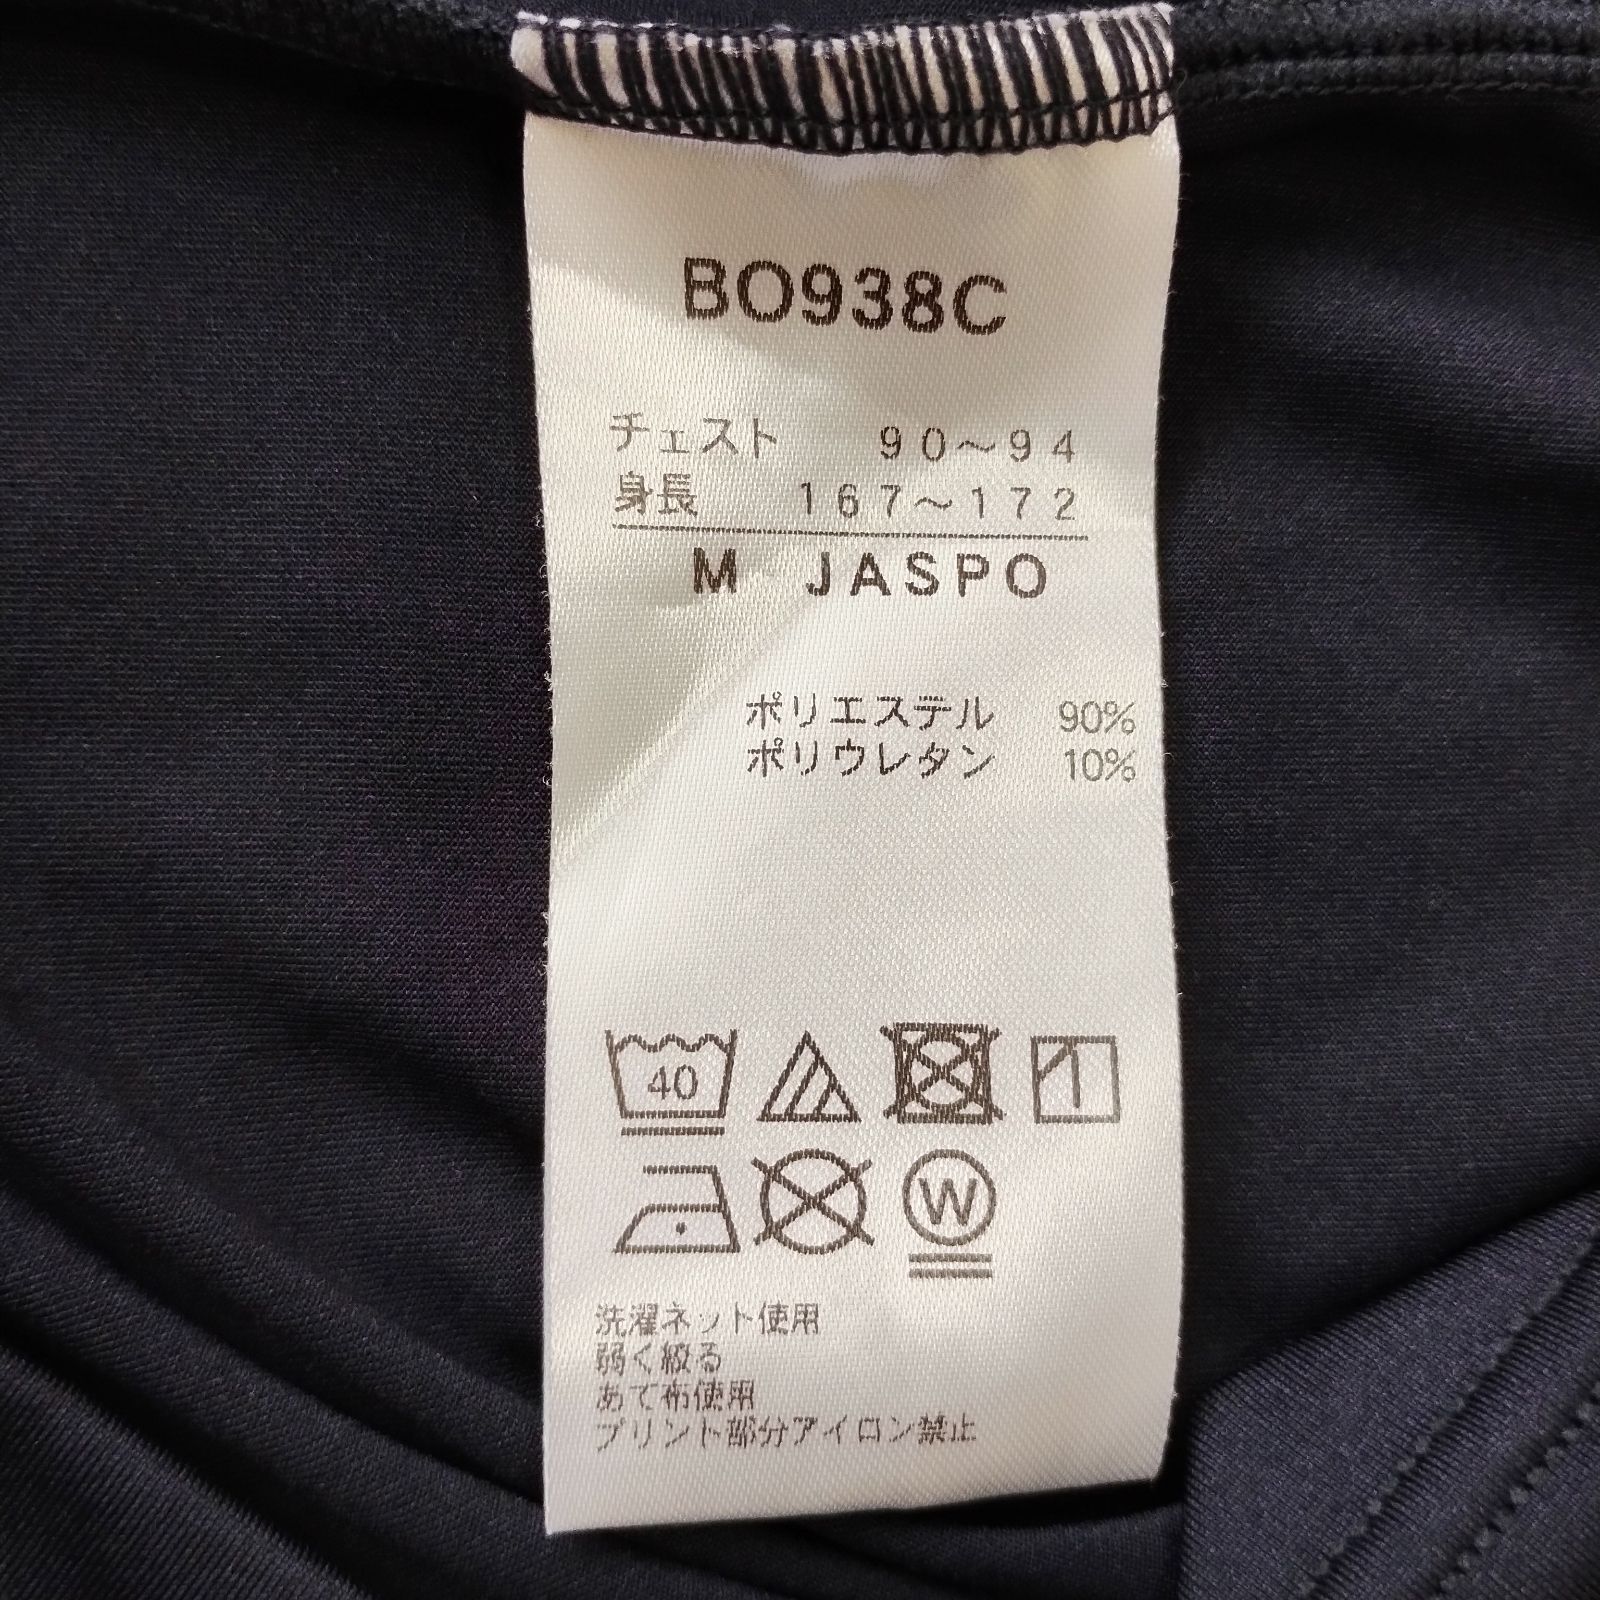 BO938C
チェスト 90～94
身長 167～172
M JASPO
ポリエステル 90%
ポリウレタン 10%
40
W
洗濯ネット使用
弱く絞る
あて布使用
プリント部分アイロン禁止